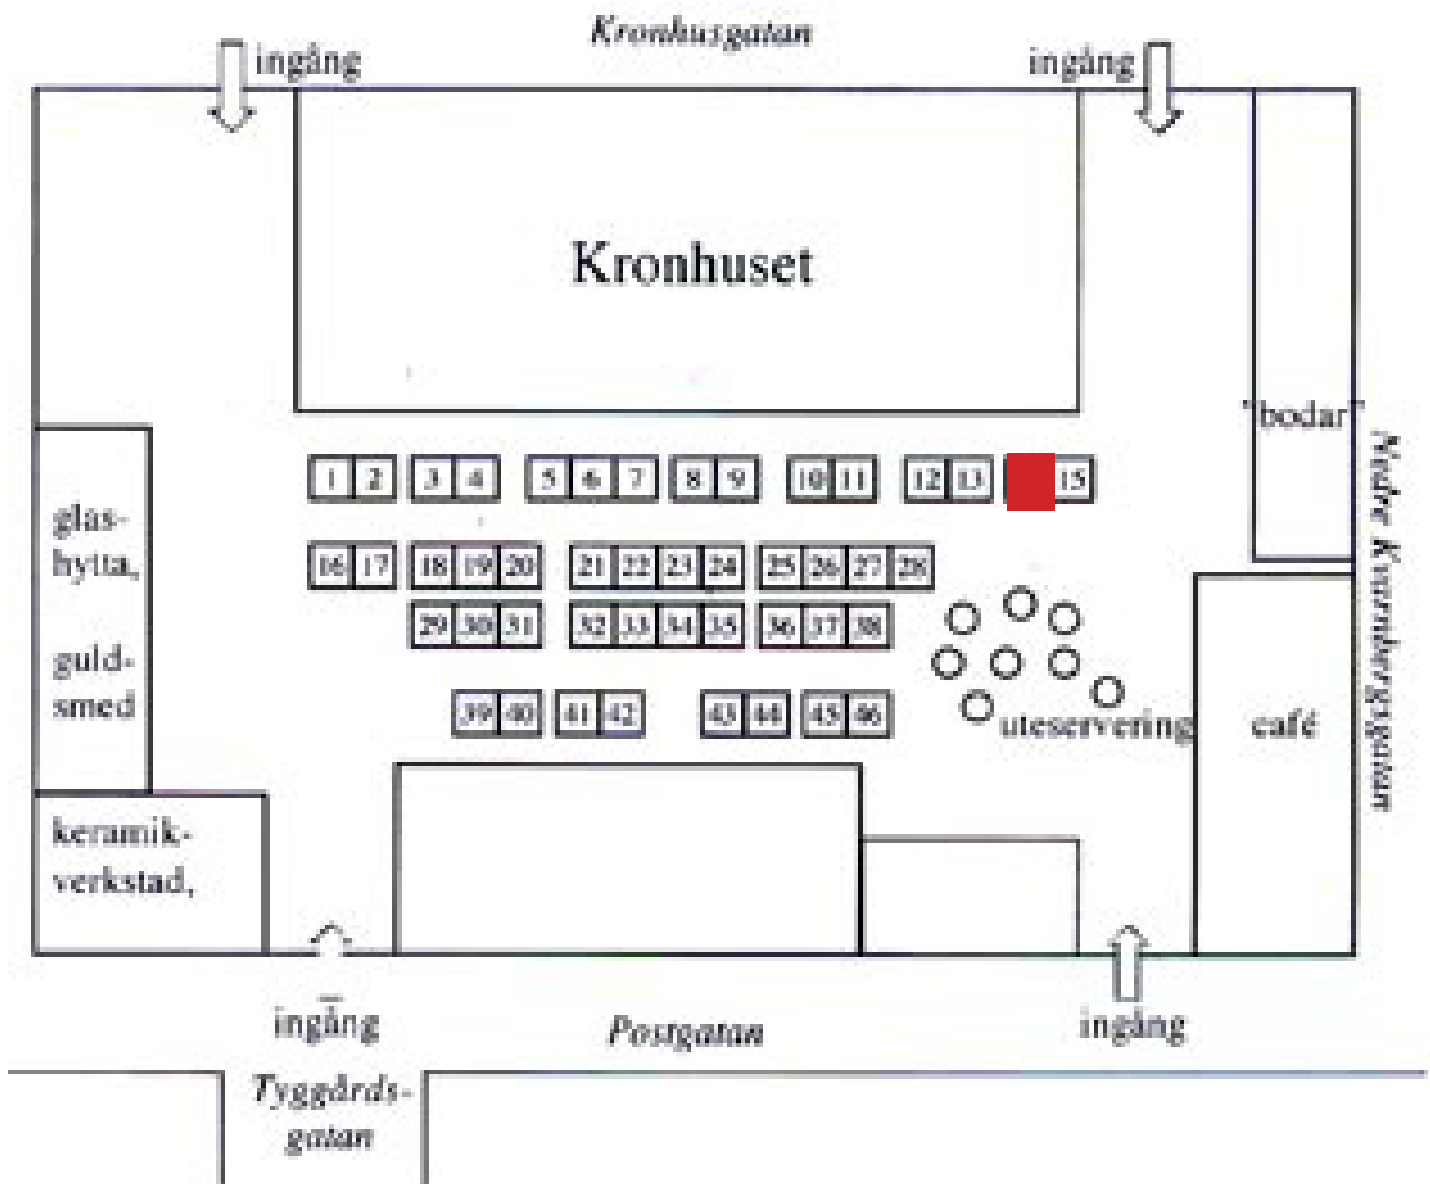 Kronhusgatan
ingång
ingång
Kronhuset
"bodar"
Nedre Kvarnbergsgatan
1 2 3 4 5 6 7 8 9 10 11 12 13 15
glas-
hytta,
16 17 18 19 20 21 22 23 24 25 26 27 28
29 30 31 32 33 34 35 36 37 38
guld-
smed
39 40 41 42 43 44 45 46
uteservering
café
keramik-
verkstad,
ingång
Postgatan
ingång
Tyggårds-
gatan